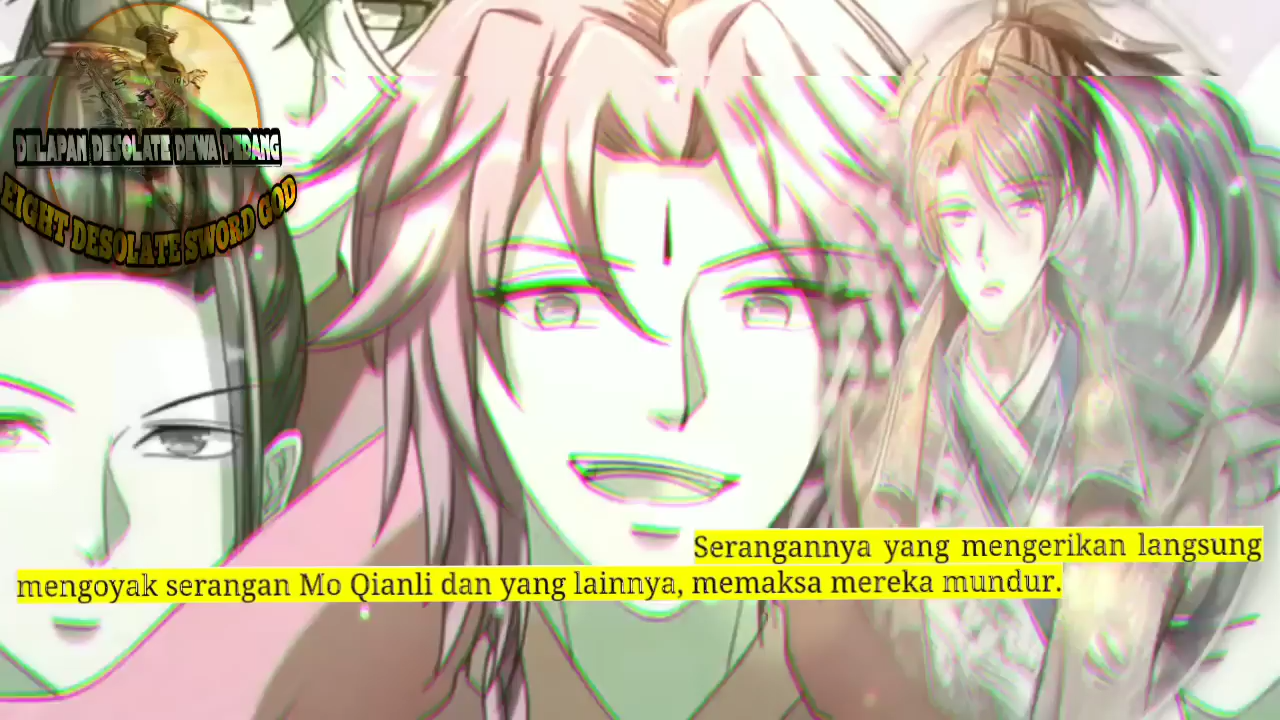 DELAPAN DESOLATE DEWA PEDANG
EIGHT DESOLATE SWORD GOD
Serangannya yang mengerikan langsung
mengoyak serangan Mo Qianli dan yang lainnya, memaksa mereka mundur.